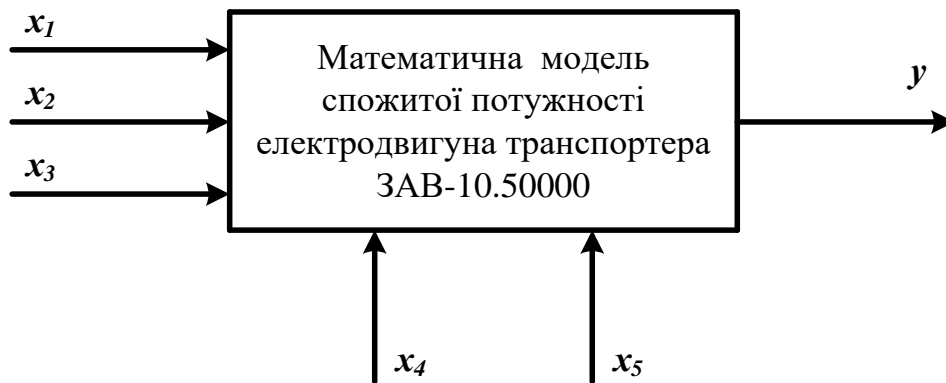 x1
Математична модель
спожитої потужності
електродвигуна транспортера
ЗАВ-10.50000
x2
x3
y
x4
x5